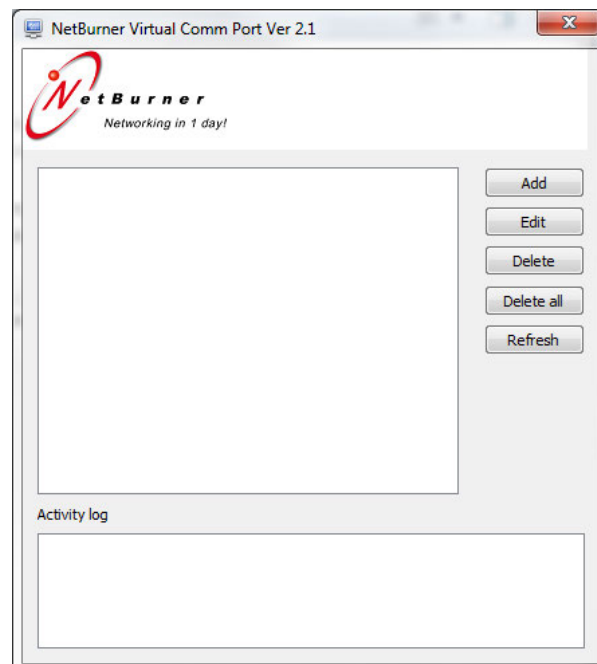 NetBurner Virtual Comm Port Ver 2.1
NetBurner
Networking in 1 day!
Add
Edit
Delete
Delete all
Refresh
Activity log